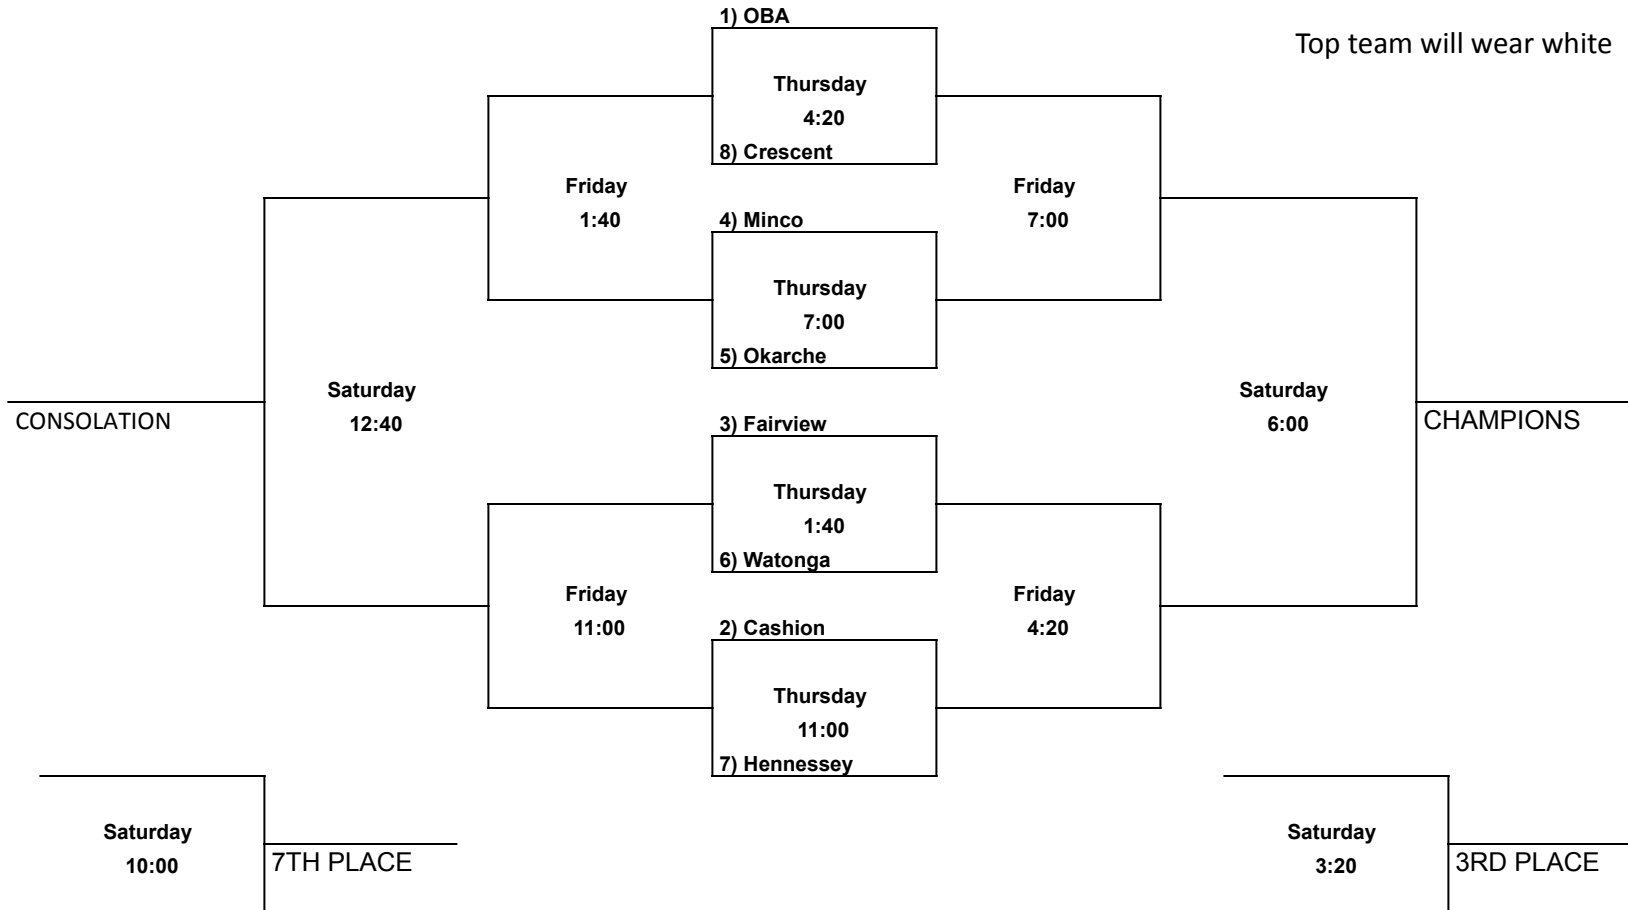 1) OBA
Top team will wear white
Thursday
4:20
8) Crescent
Friday
1:40
Friday
7:00
4) Minco
Thursday
7:00
5) Okarche
Saturday
12:40
CONSOLATION
Saturday
6:00
CHAMPIONS
3) Fairview
Thursday
1:40
6) Watonga
Friday
11:00
Friday
4:20
2) Cashion
Thursday
11:00
7) Hennessey
Saturday
10:00
7TH PLACE
Saturday
3:20
3RD PLACE